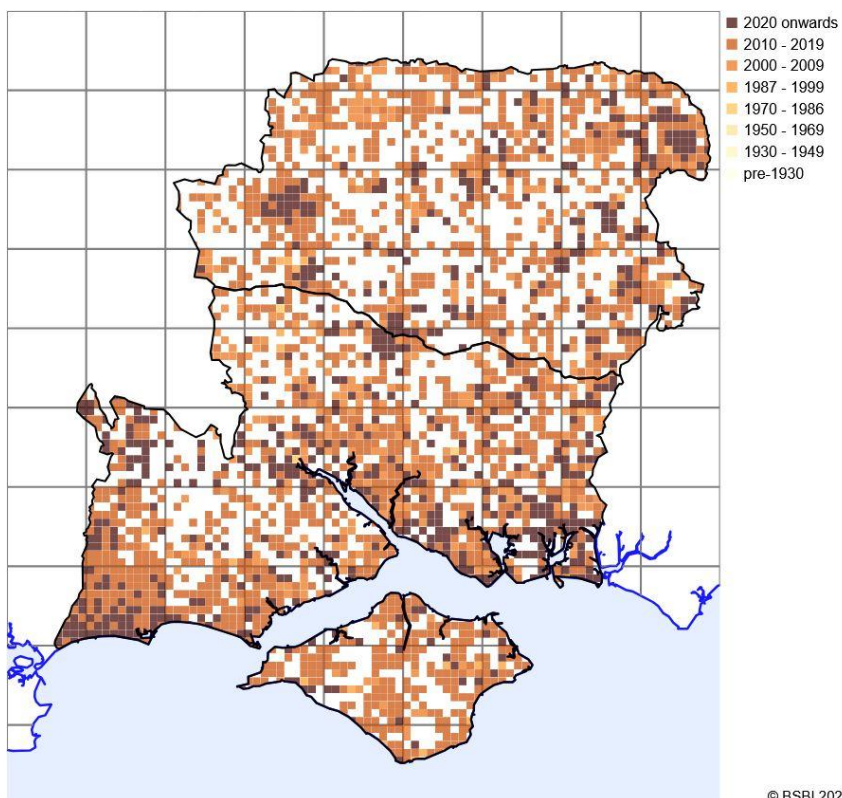 2020 onwards
2010 - 2019
2000 - 2009
1987 - 1999
1970 - 1986
1950 - 1969
1930 - 1949
pre-1930
© BSBI 202